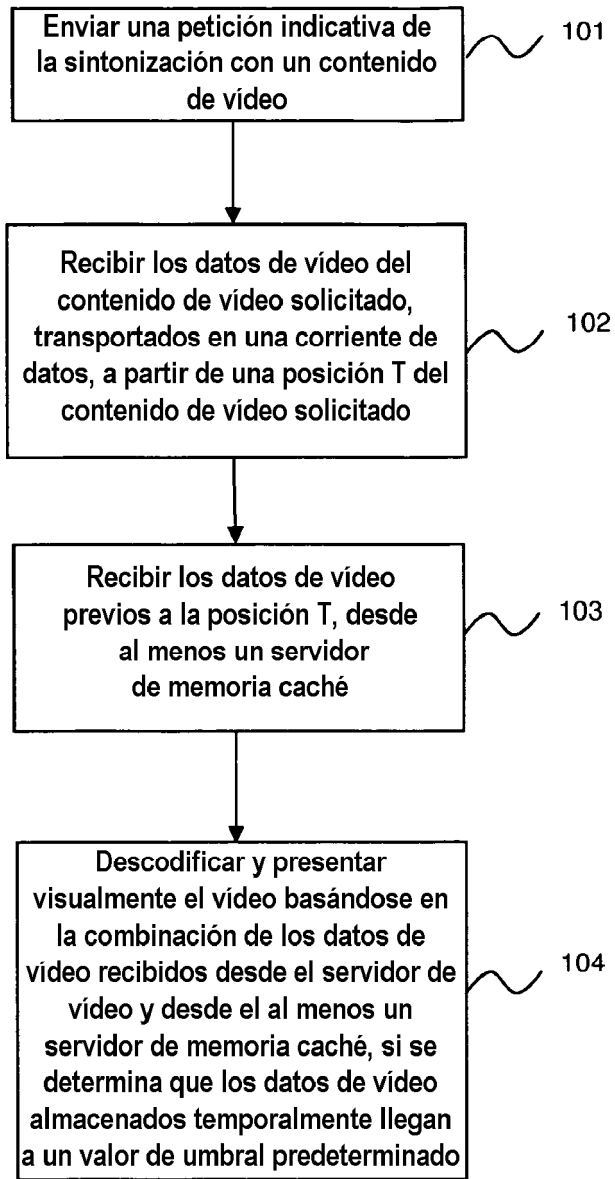 Enviar una petición indicativa de
la sintonización con un contenido
de vídeo
101
Recibir los datos de vídeo del
contenido de vídeo solicitado,
transportados en una corriente de
datos, a partir de una posición T del
contenido de vídeo solicitado
102
Recibir los datos de vídeo
previos a la posición T, desde
al menos un servidor
de memoria caché
103
Descodificar y presentar
visualmente el vídeo basándose en
la combinación de los datos de
vídeo recibidos desde el servidor de
vídeo y desde el al menos un
servidor de memoria caché, si se
determina que los datos de vídeo
almacenados temporalmente llegan
a un valor de umbral predeterminado
104